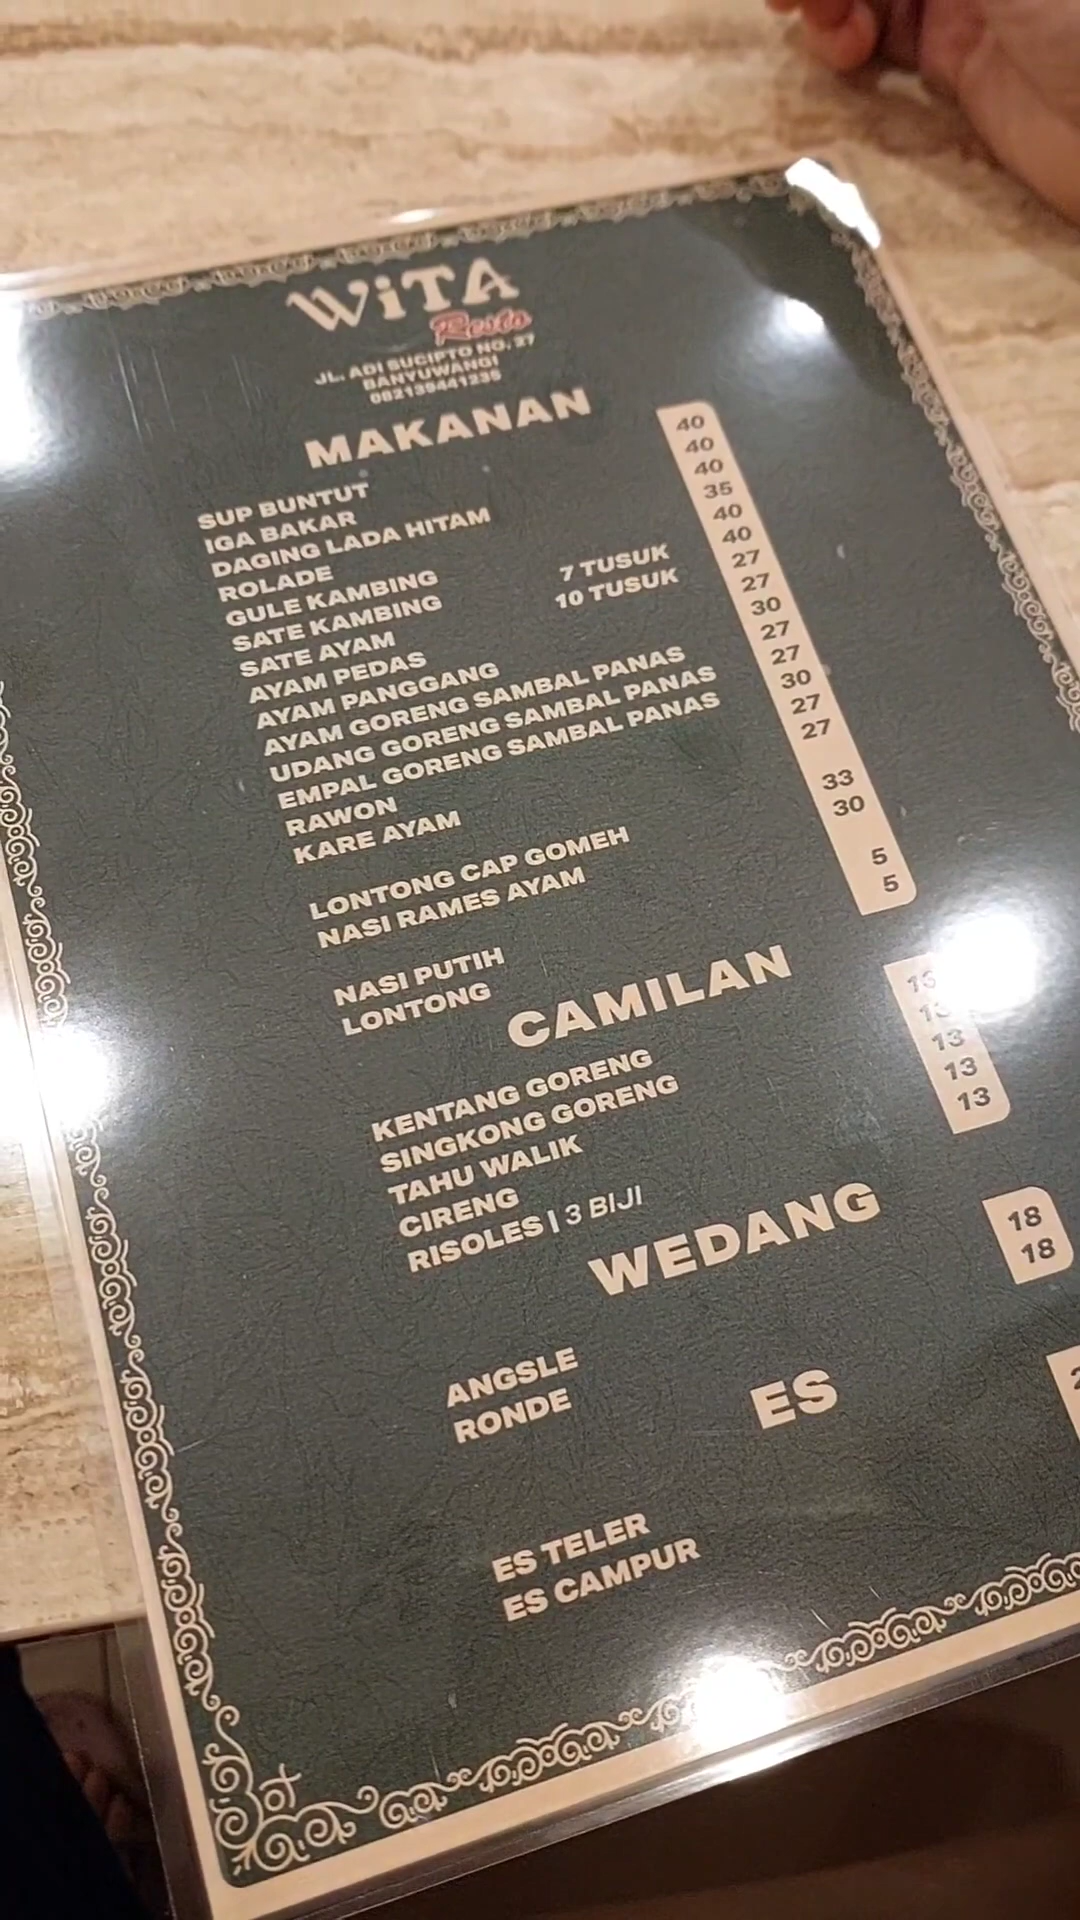 WiTA
Resto
JL. ADI SUCIPTO NO. 27
BANYUWANGI
082139441235
MAKANAN
SUP BUNTUT 40
IGA BAKAR 40
DAGING LADA HITAM 40
ROLADE 35
GULE KAMBING 40
SATE KAMBING 7 TUSUK 40
SATE AYAM 10 TUSUK 27
AYAM PEDAS 27
AYAM PANGGANG 30
AYAM GORENG SAMBAL PANAS 27
UDANG GORENG SAMBAL PANAS 27
EMPAL GORENG SAMBAL PANAS 30
RAWON 27
KARE AYAM 27
LONTONG CAP GOMEH 33
NASI RAMES AYAM 30
NASI PUTIH 5
LONTONG 5
CAMILAN
KENTANG GORENG 13
SINGKONG GORENG 13
TAHU WALIK 13
CIRENG 13
RISOLES | 3 BIJI 13
WEDANG
ANGSLE 18
RONDE 18
ES
ES TELER
ES CAMPUR